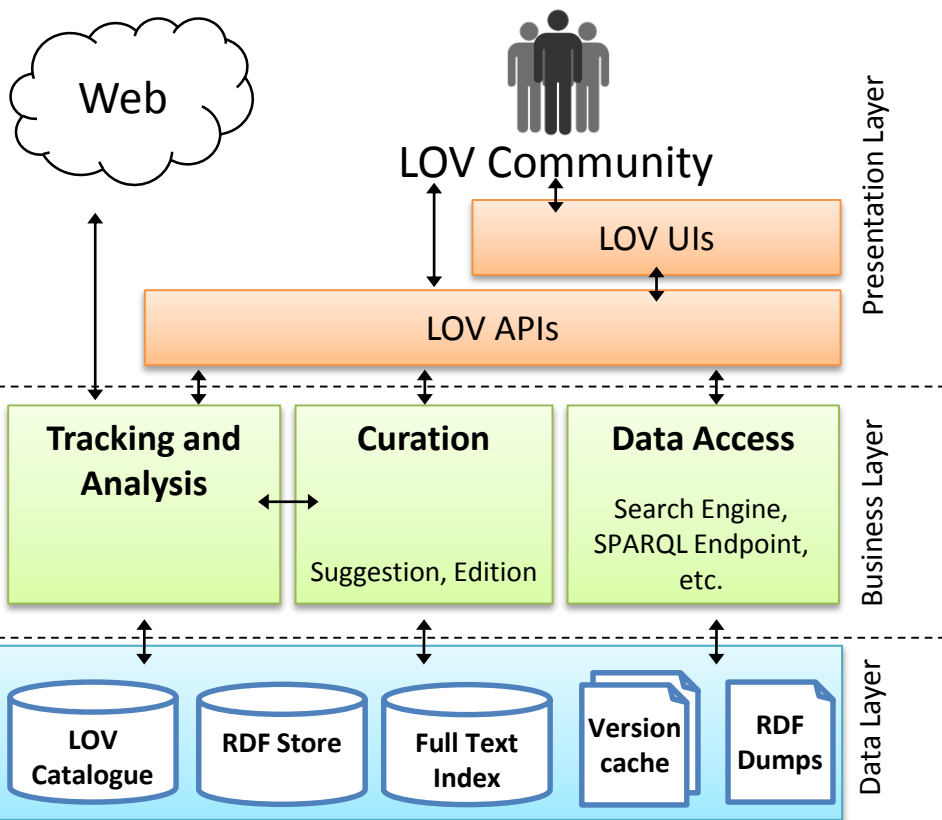 Web
LOV Community
LOV UIs
LOV APIs
Presentation Layer
Tracking and
Analysis
Curation
Suggestion, Edition
Data Access
Search Engine,
SPARQL Endpoint,
etc.
Business Layer
LOV
Catalogue
RDF Store
Full Text
Index
Version
cache
RDF
Dumps
Data Layer